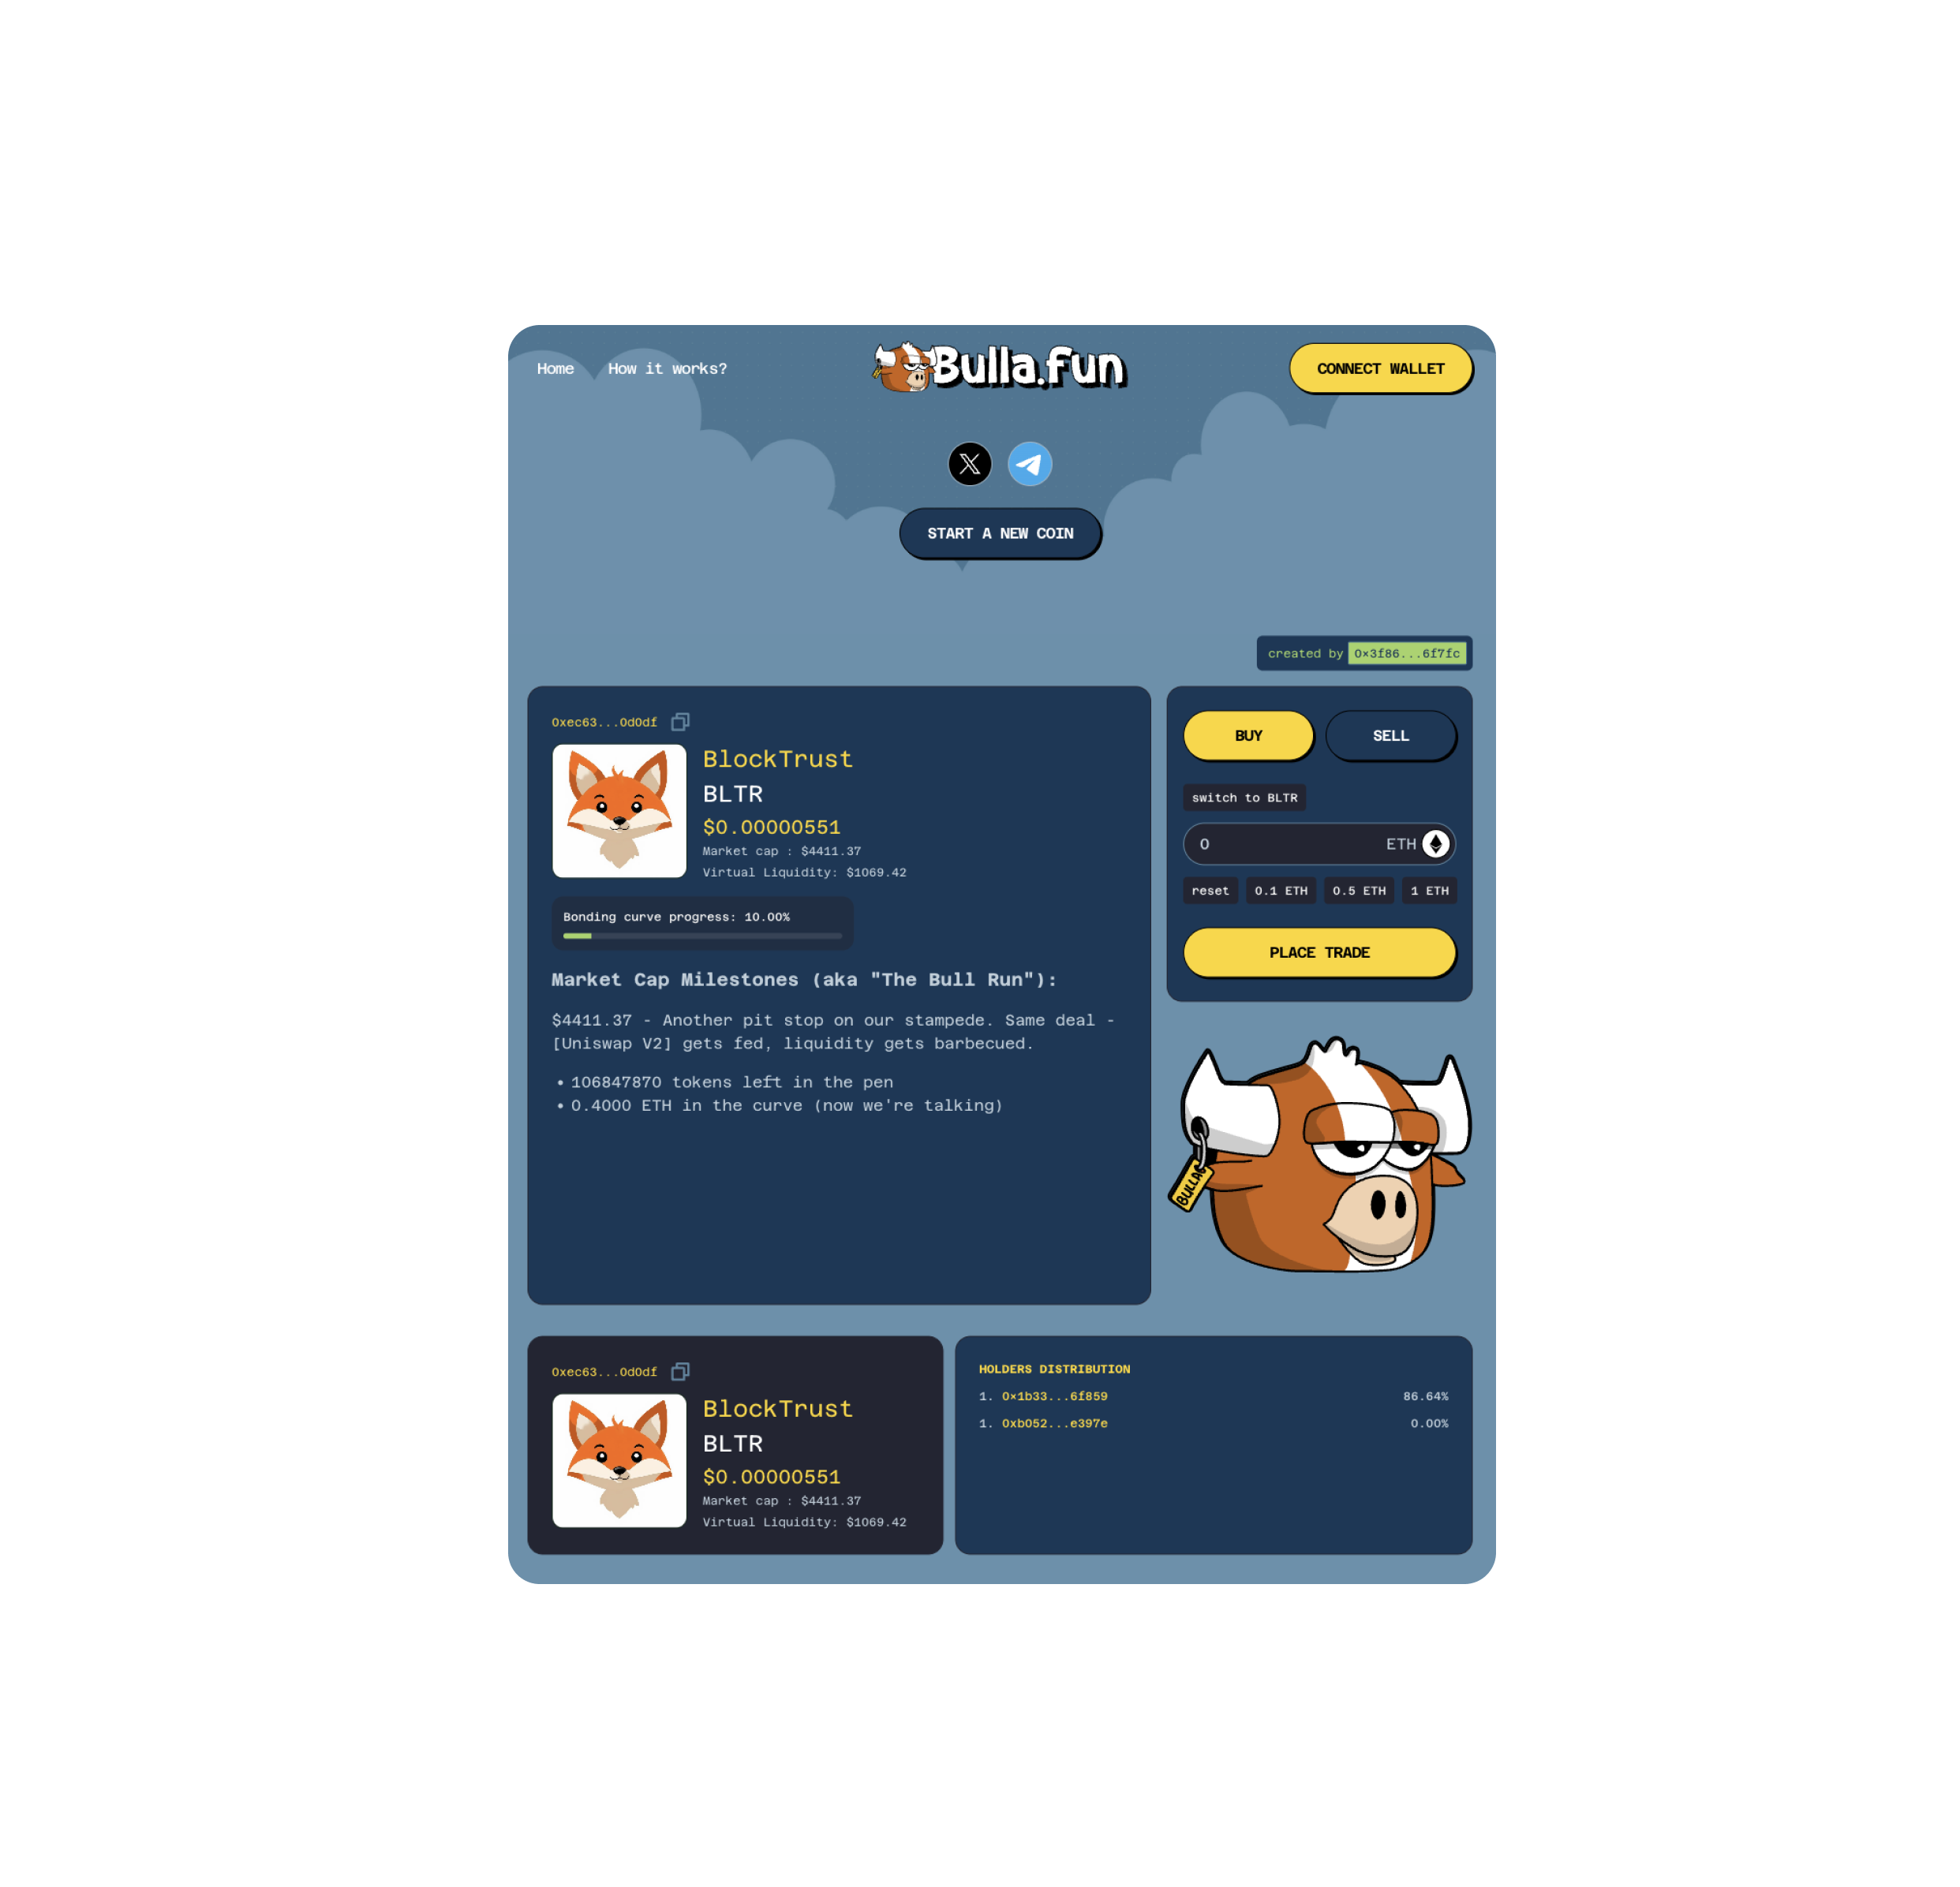 Home
How it works?
Bulla.fun
CONNECT WALLET
START A NEW COIN
created by 0×3f86...6f7fc
0xec63...0d0df
BlockTrust
BLTR
$0.00000551
Market cap : $4411.37
Virtual Liquidity: $1069.42
Bonding curve progress: 10.00%
Market Cap Milestones (aka "The Bull Run"):
$4411.37 - Another pit stop on our stampede. Same deal -
[Uniswap V2] gets fed, liquidity gets barbecued.
• 106847870 tokens left in the pen
• 0.4000 ETH in the curve (now we're talking)
BUY
SELL
switch to BLTR
0 ETH
reset
0.1 ETH
0.5 ETH
1 ETH
PLACE TRADE
BULLAS
0xec63...0d0df
BlockTrust
BLTR
$0.00000551
Market cap : $4411.37
Virtual Liquidity: $1069.42
HOLDERS DISTRIBUTION
1. 0×1b33...6f859 86.64%
1. 0xb052...e397e 0.00%